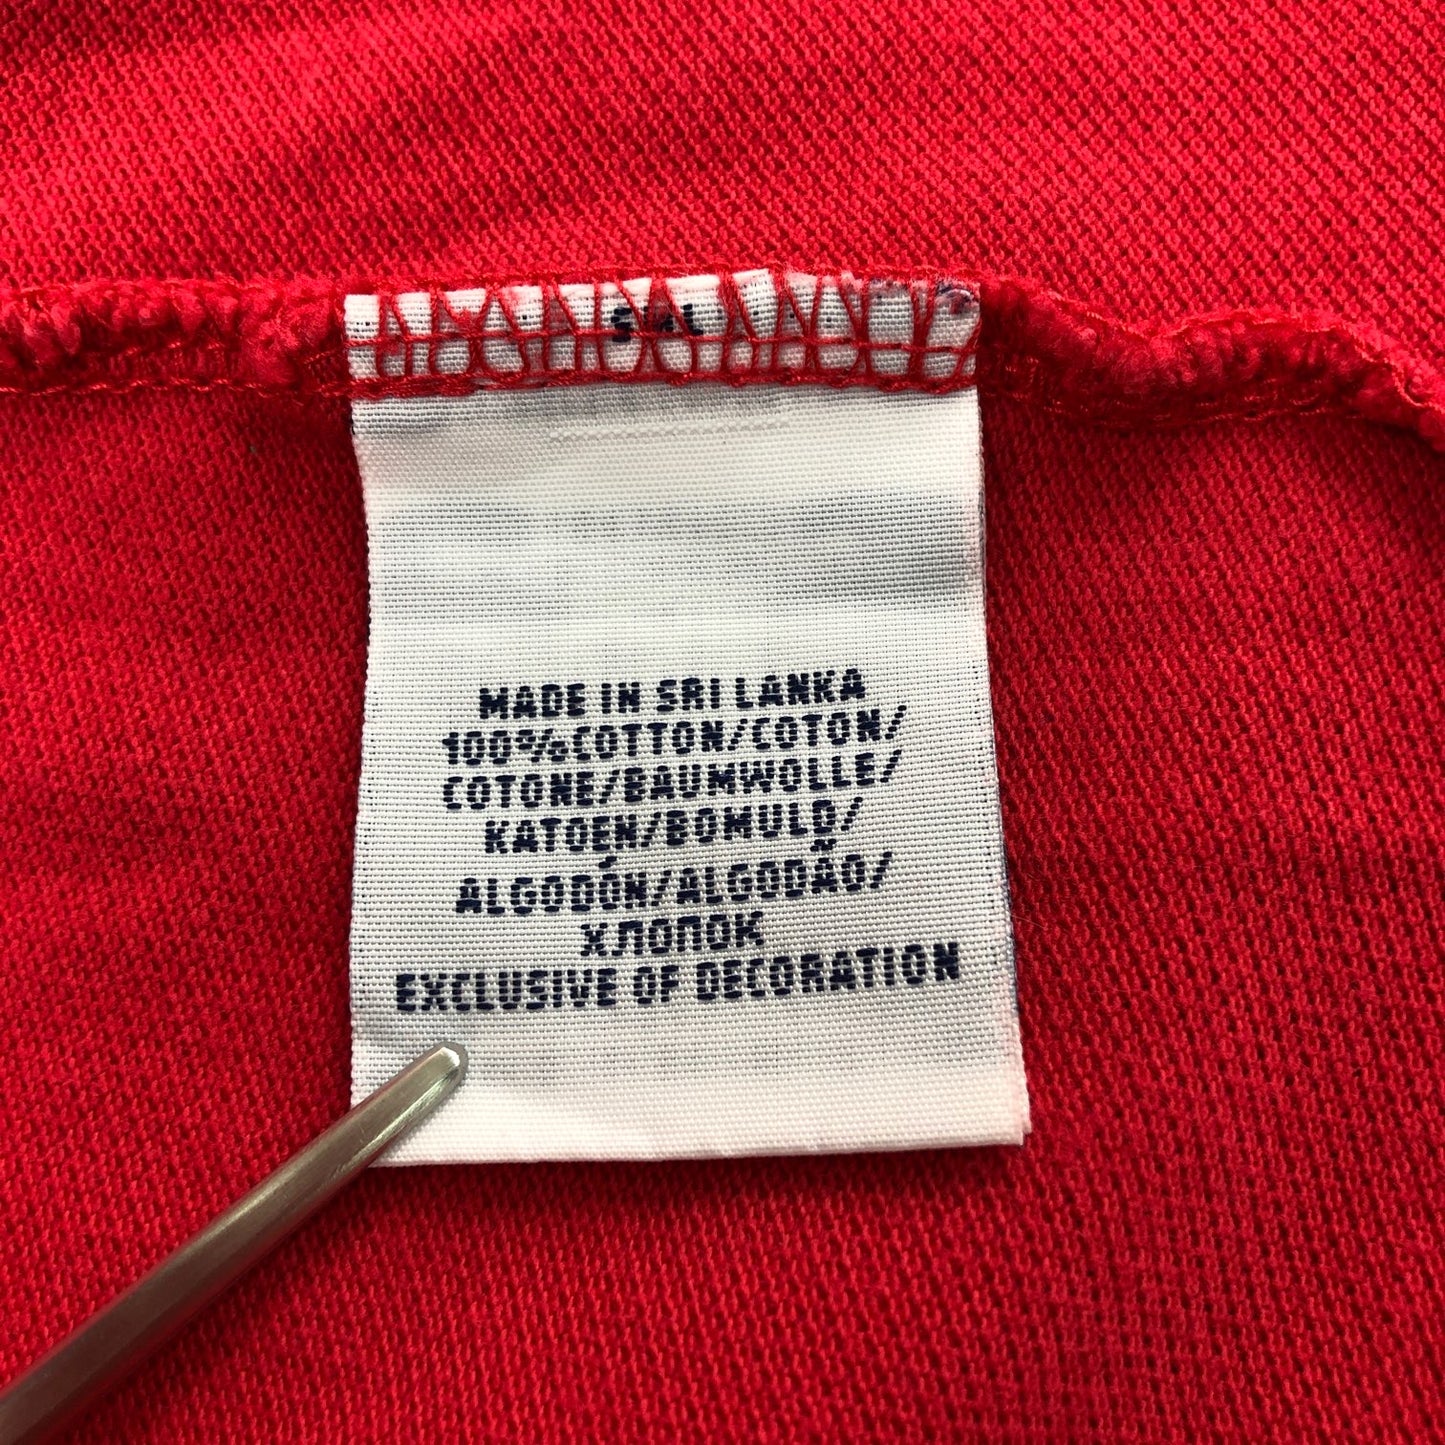 MADE IN SRI LANKA
100%COTTON/COTON/
COTONE/BAUMWOLLE/
KATOEN/BOMULD/
ALGODÓN/ALGODÃO/
ХЛОПОК
EXCLUSIVE OF DECORATION